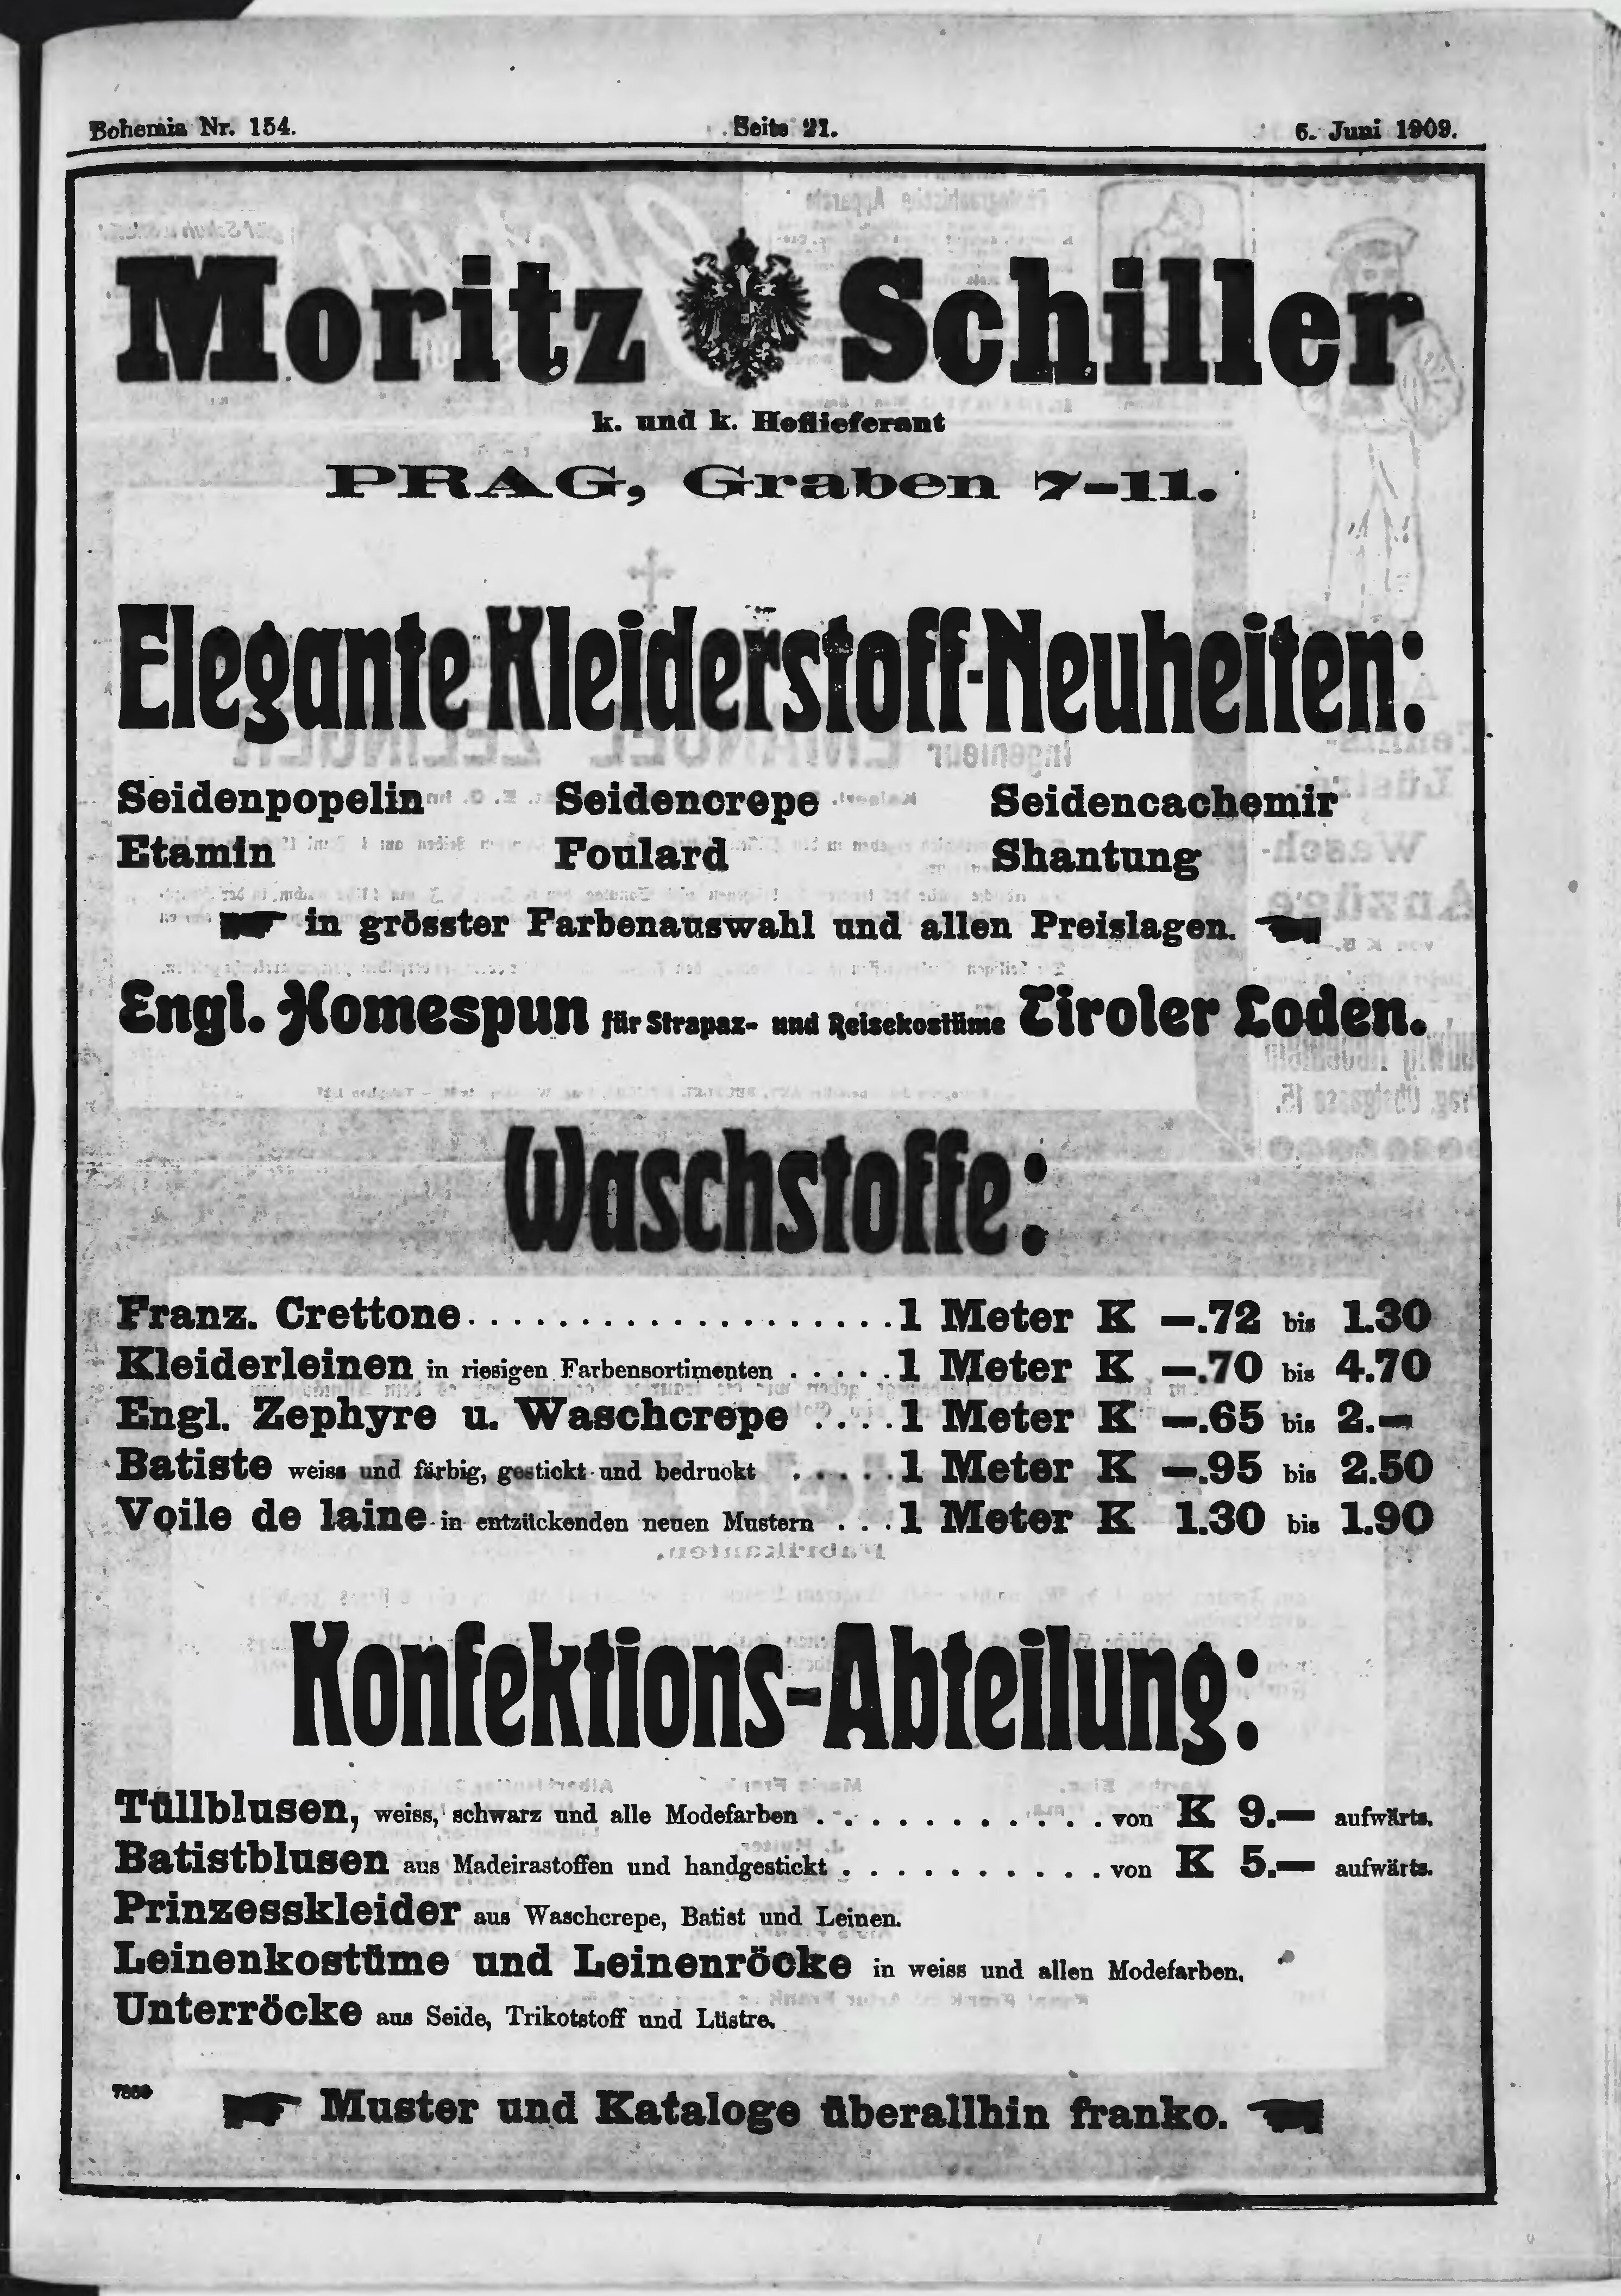 Bohemia Nr. 154. Seite 21. 6. Juni 1909.
Moritz Schiller
k. und k. Hoflieferant
PRAG, Graben 7–11.
Elegante Kleiderstoff-Neuheiten:
Seidenpopelin Seidencrepe Seidencachemir
Etamin Foulard Shantung
in grösster Farbenauswahl und allen Preislagen.
Engl. Homespun für Strapaz- und Reisekostüme Tiroler Loden.
Waschstoffe:
Franz. Crettone.................... 1 Meter K —.72 bis 1.30
Kleiderleinen in riesigen Farbensortimenten ..... 1 Meter K —.70 bis 4.70
Engl. Zephyre u. Waschcrepe .... 1 Meter K —.65 bis 2.—
Batiste weiss und färbig, gestickt und bedruckt ..... 1 Meter K —.95 bis 2.50
Voile de laine in entzückenden neuen Mustern ... 1 Meter K 1.30 bis 1.90
Konfektions-Abteilung:
Tüllblusen, weiss, schwarz und alle Modefarben ............ von K 9.— aufwärts.
Batistblusen aus Madeirastoffen und handgestickt ........... von K 5.— aufwärts.
Prinzesskleider aus Waschcrepe, Batist und Leinen.
Leinenkostüme und Leinenröcke in weiss und allen Modefarben.
Unterröcke aus Seide, Trikotstoff und Lüstre.
Muster und Kataloge überallhin franko.